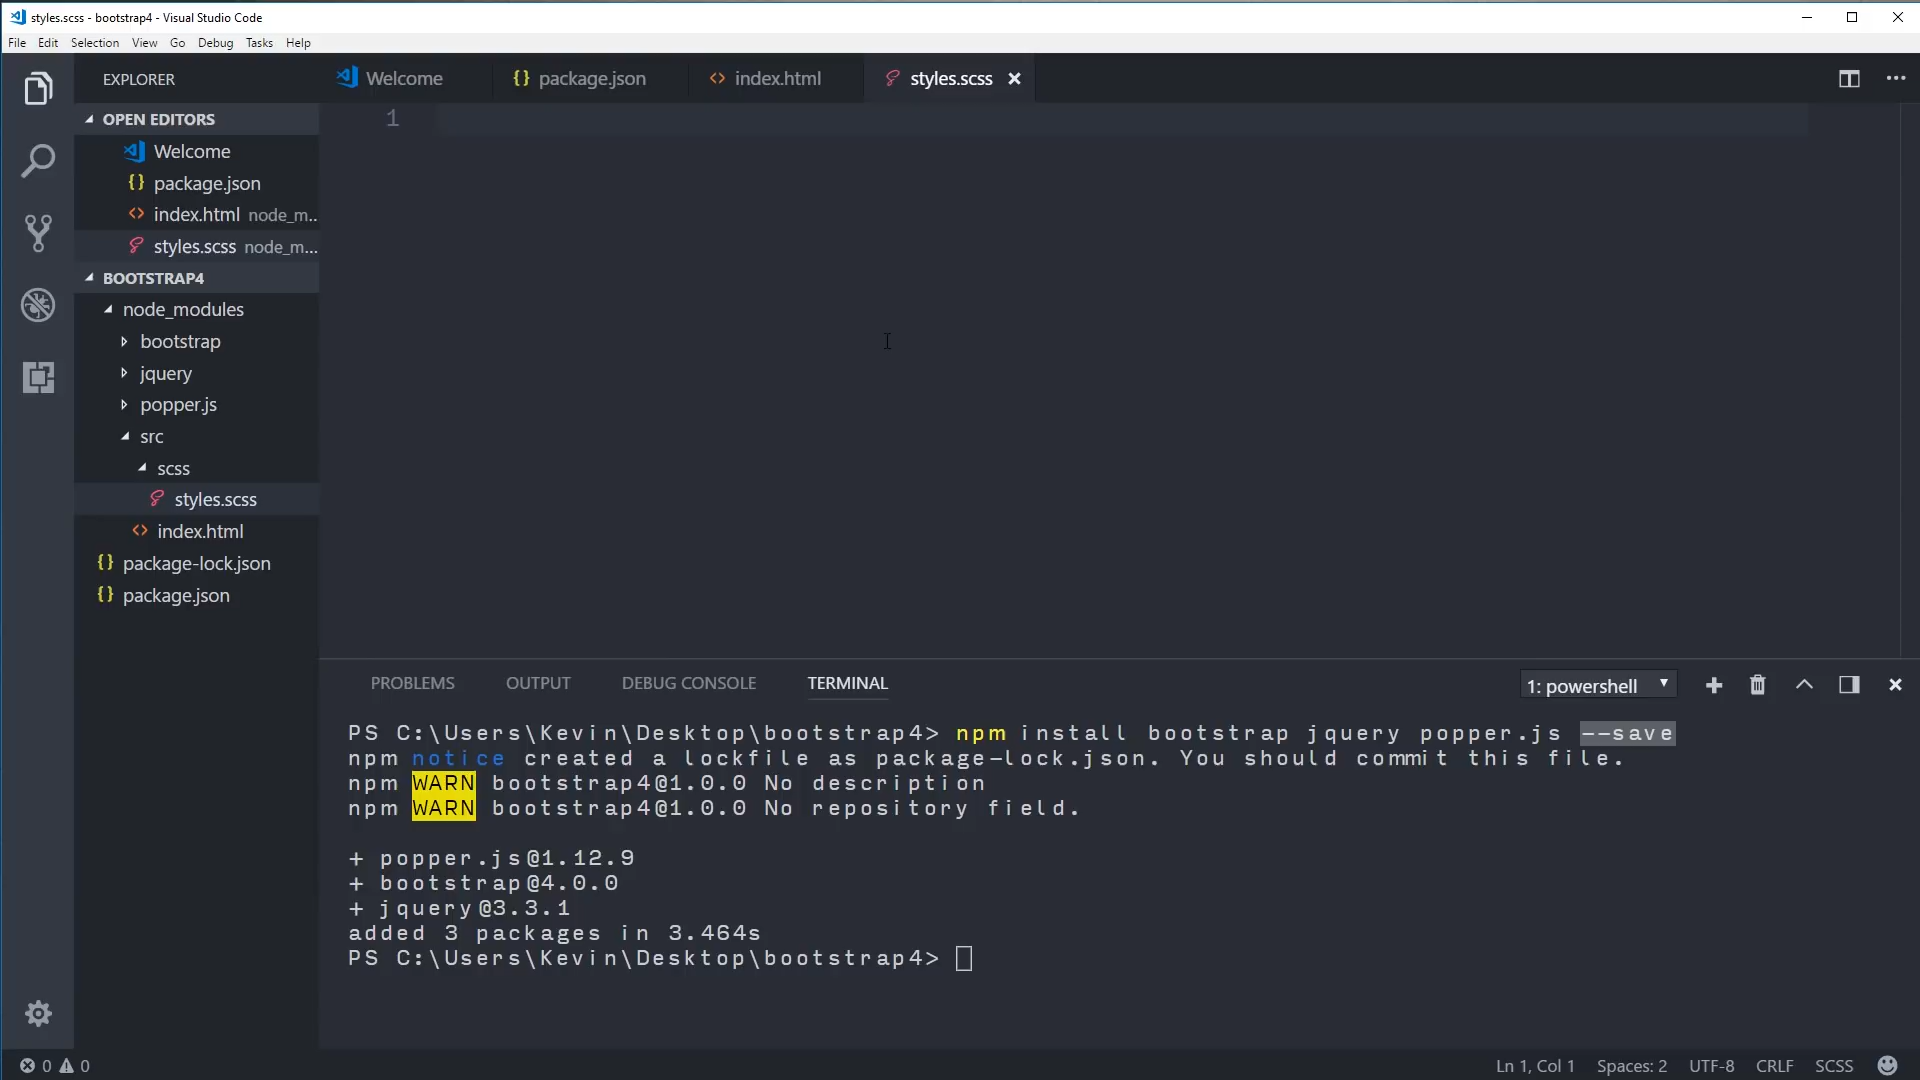 styles.scss - bootstrap4 - Visual Studio Code
File Edit Selection View Go Debug Tasks Help
EXPLORER
Welcome
{} package.json
<> index.html
styles.scss
OPEN EDITORS
Welcome
{} package.json
<> index.html node_m...
styles.scss node_m...
BOOTSTRAP4
node_modules
bootstrap
jquery
popper.js
src
scss
styles.scss
<> index.html
{} package-lock.json
{} package.json
1
PROBLEMS OUTPUT DEBUG CONSOLE TERMINAL
1: powershell
PS C:\Users\Kevin\Desktop\bootstrap4> npm install bootstrap jquery popper.js --save
npm notice created a lockfile as package-lock.json. You should commit this file.
npm WARN bootstrap4@1.0.0 No description
npm WARN bootstrap4@1.0.0 No repository field.
+ popper.js@1.12.9
+ bootstrap@4.0.0
+ jquery@3.3.1
added 3 packages in 3.464s
PS C:\Users\Kevin\Desktop\bootstrap4>
0 0
Ln 1, Col 1 Spaces: 2 UTF-8 CRLF SCSS